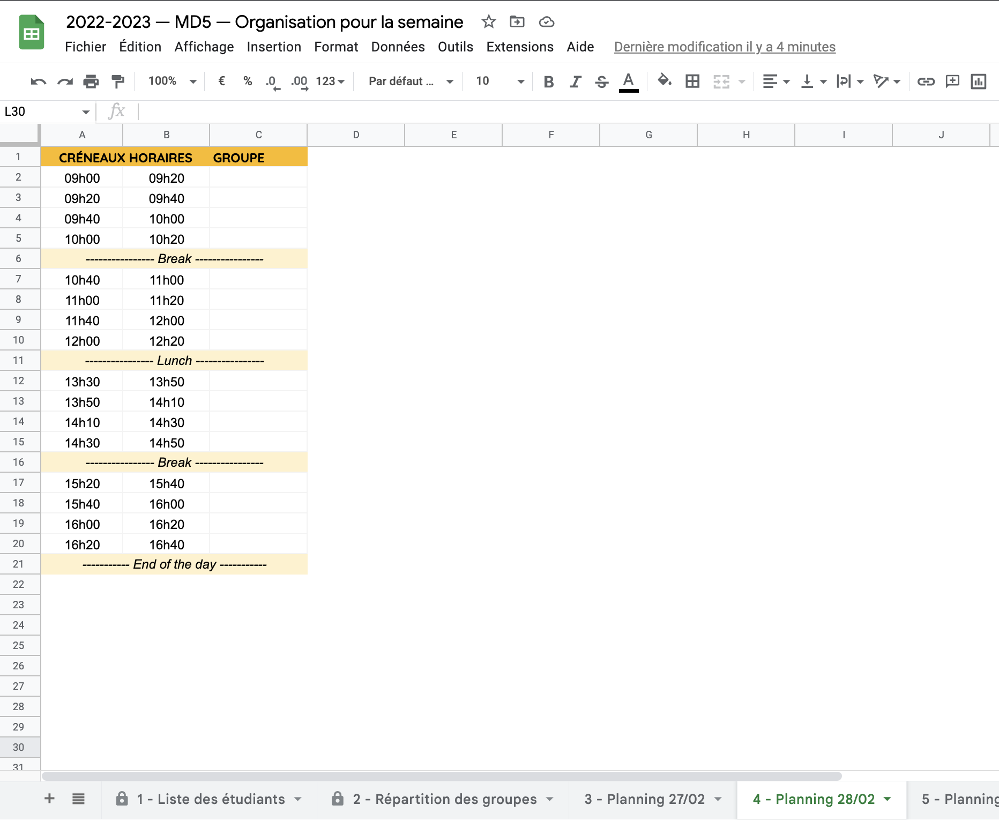 2022-2023 — MD5 — Organisation pour la semaine
Fichier Édition Affichage Insertion Format Données Outils Extensions Aide Dernière modification il y a 4 minutes
100% € % .0 .00 123 Par défaut ... 10 B I S A
L30 fx
A B C D E F G H I J
1 CRÉNEAUX HORAIRES GROUPE
2 09h00 09h20
3 09h20 09h40
4 09h40 10h00
5 10h00 10h20
6 ---------------- Break ----------------
7 10h40 11h00
8 11h00 11h20
9 11h40 12h00
10 12h00 12h20
11 ---------------- Lunch ----------------
12 13h30 13h50
13 13h50 14h10
14 14h10 14h30
15 14h30 14h50
16 ---------------- Break ----------------
17 15h20 15h40
18 15h40 16h00
19 16h00 16h20
20 16h20 16h40
21 ----------- End of the day -----------
22
23
24
25
26
27
28
29
30
31
1 - Liste des étudiants 2 - Répartition des groupes 3 - Planning 27/02 4 - Planning 28/02 5 - Planning